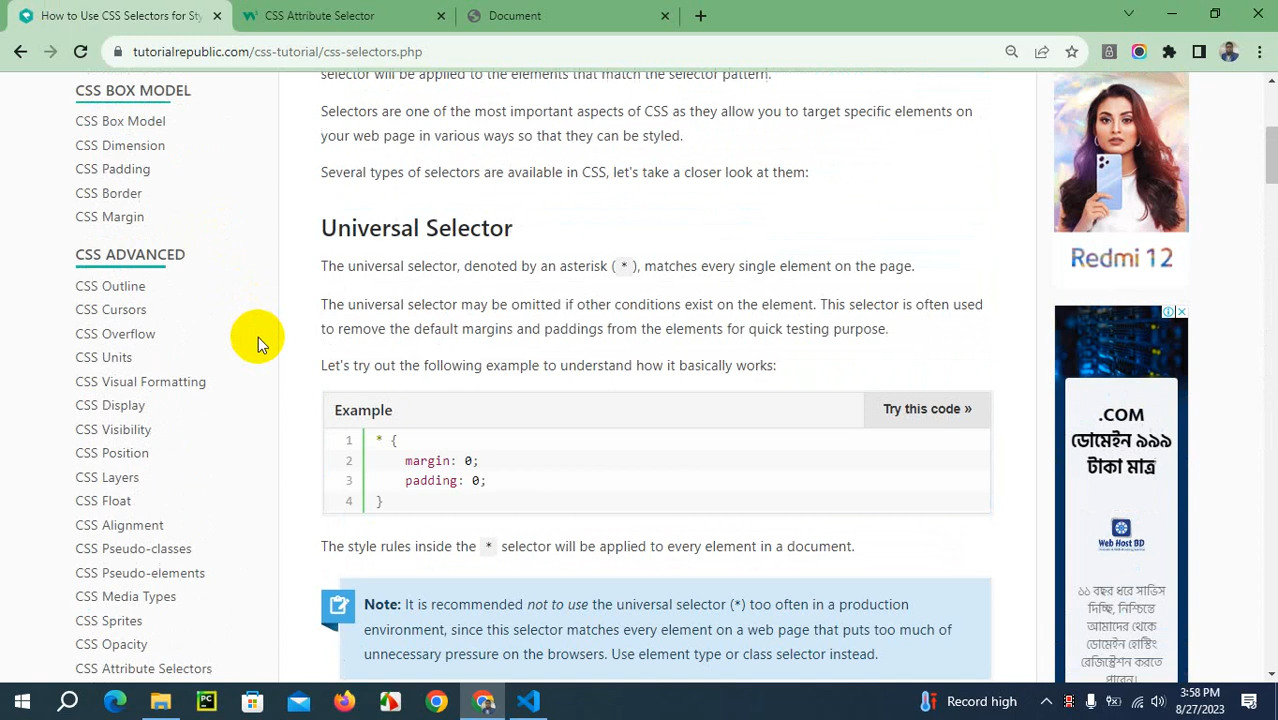 How to Use CSS Selectors for Sty
CSS Attribute Selector
Document
tutorialrepublic.com/css-tutorial/css-selectors.php
CSS BOX MODEL
CSS Box Model
CSS Dimension
CSS Padding
CSS Border
CSS Margin
CSS ADVANCED
CSS Outline
CSS Cursors
CSS Overflow
CSS Units
CSS Visual Formatting
CSS Display
CSS Visibility
CSS Position
CSS Layers
CSS Float
CSS Alignment
CSS Pseudo-classes
CSS Pseudo-elements
CSS Media Types
CSS Sprites
CSS Opacity
CSS Attribute Selectors
selector will be applied to the elements that match the selector pattern.
Selectors are one of the most important aspects of CSS as they allow you to target specific elements on
your web page in various ways so that they can be styled.
Several types of selectors are available in CSS, let's take a closer look at them:
Universal Selector
The universal selector, denoted by an asterisk ( * ), matches every single element on the page.
The universal selector may be omitted if other conditions exist on the element. This selector is often used
to remove the default margins and paddings from the elements for quick testing purpose.
Let's try out the following example to understand how it basically works:
Example
Try this code »
1 * {
2 margin: 0;
3 padding: 0;
4 }
The style rules inside the * selector will be applied to every element in a document.
Note: It is recommended not to use the universal selector (*) too often in a production
environment, since this selector matches every element on a web page that puts too much of
unnecessary pressure on the browsers. Use element type or class selector instead.
Redmi 12
.COM
ডোমেইন ৯৯৯
টাকা মাত্র
Web Host BD
১১ বছর ধরে সার্ভিস
দিচ্ছি, নিশ্চিন্তে
আমাদের থেকে
ডোমেইন হোস্টিং
রেজিস্ট্রেশন করতে
পারেন।
PC
Record high
3:58 PM
8/27/2023